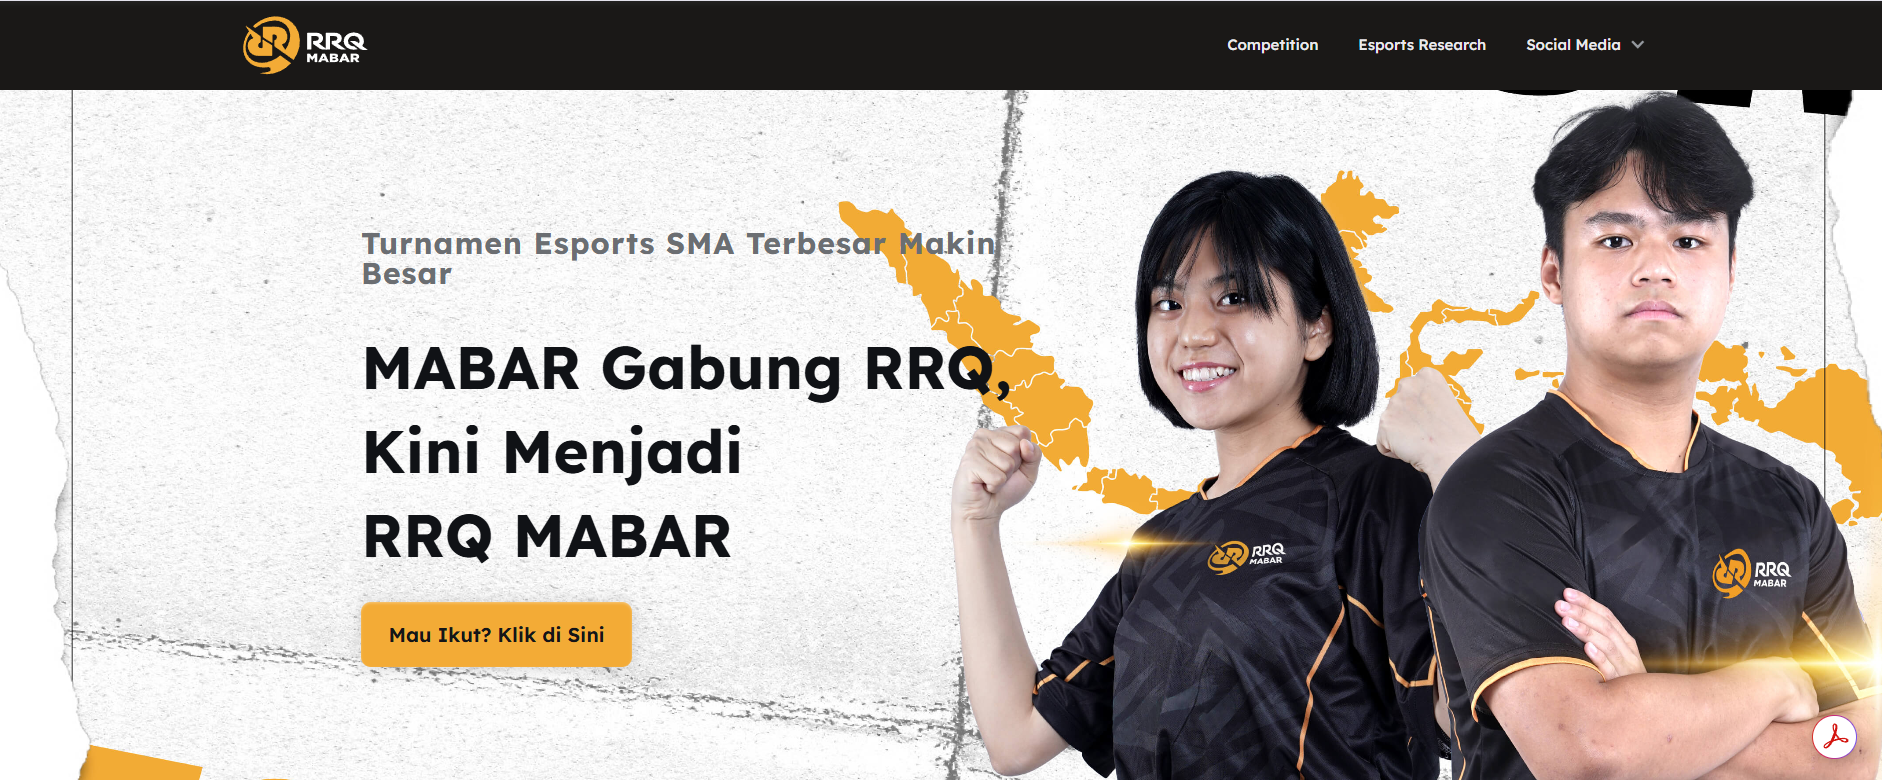 RRQ
MABAR
Competition
Esports Research
Social Media
Turnamen Esports SMA Terbesar Makin
Besar
MABAR Gabung RRQ,
Kini Menjadi
RRQ MABAR
Mau Ikut? Klik di Sini
RRQ
MABAR
RRQ
MABAR